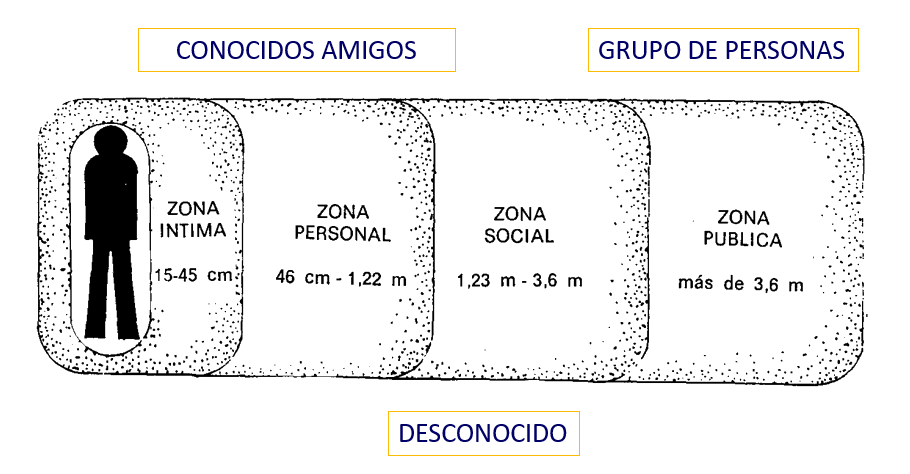 CONOCIDOS AMIGOS
GRUPO DE PERSONAS
ZONA
INTIMA
15-45 cm
ZONA
PERSONAL
46 cm - 1,22 m
ZONA
SOCIAL
1,23 m - 3,6 m
ZONA
PUBLICA
más de 3,6 m
DESCONOCIDO